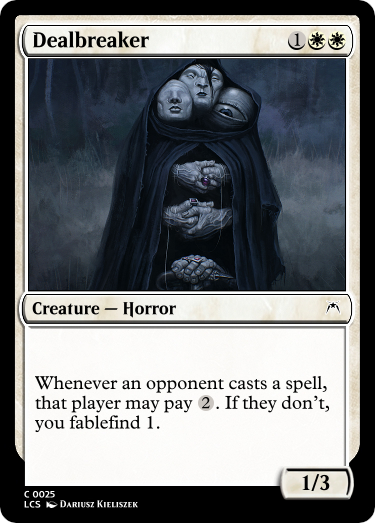 Dealbreaker 1
Creature — Horror
Whenever an opponent casts a spell,
that player may pay 2. If they don't,
you fablefind 1.
1/3
C 0025
LCS Dariusz Kieliszek